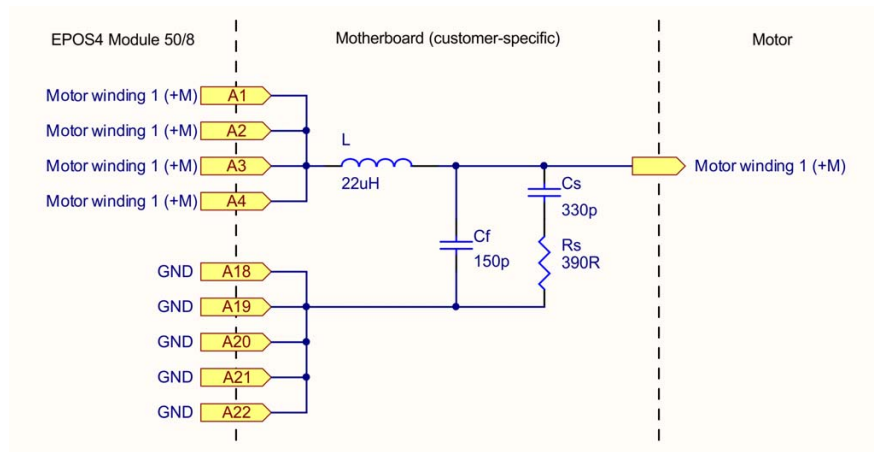 EPOS4 Module 50/8
Motherboard (customer-specific)
Motor
Motor winding 1 (+M) A1
Motor winding 1 (+M) A2
Motor winding 1 (+M) A3
Motor winding 1 (+M) A4
L
22uH
Motor winding 1 (+M)
Cs
330p
Cf
150p
Rs
390R
GND A18
GND A19
GND A20
GND A21
GND A22